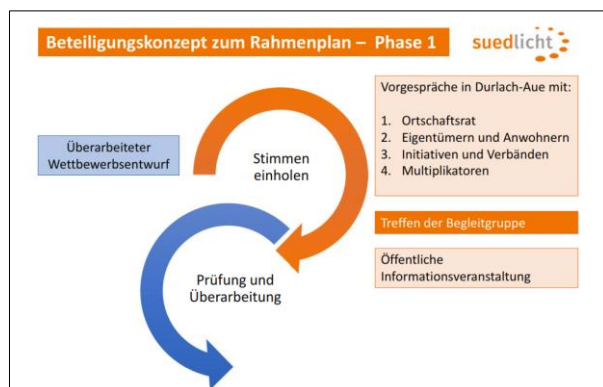 Beteiligungskonzept zum Rahmenplan – Phase 1
suedlicht
Überarbeiteter
Wettbewerbsentwurf
Stimmen
einholen
Prüfung und
Überarbeitung
Vorgespräche in Durlach-Aue mit:
1. Ortschaftsrat
2. Eigentümern und Anwohnern
3. Initiativen und Verbänden
4. Multiplikatoren
Treffen der Begleitgruppe
Öffentliche
Informationsveranstaltung